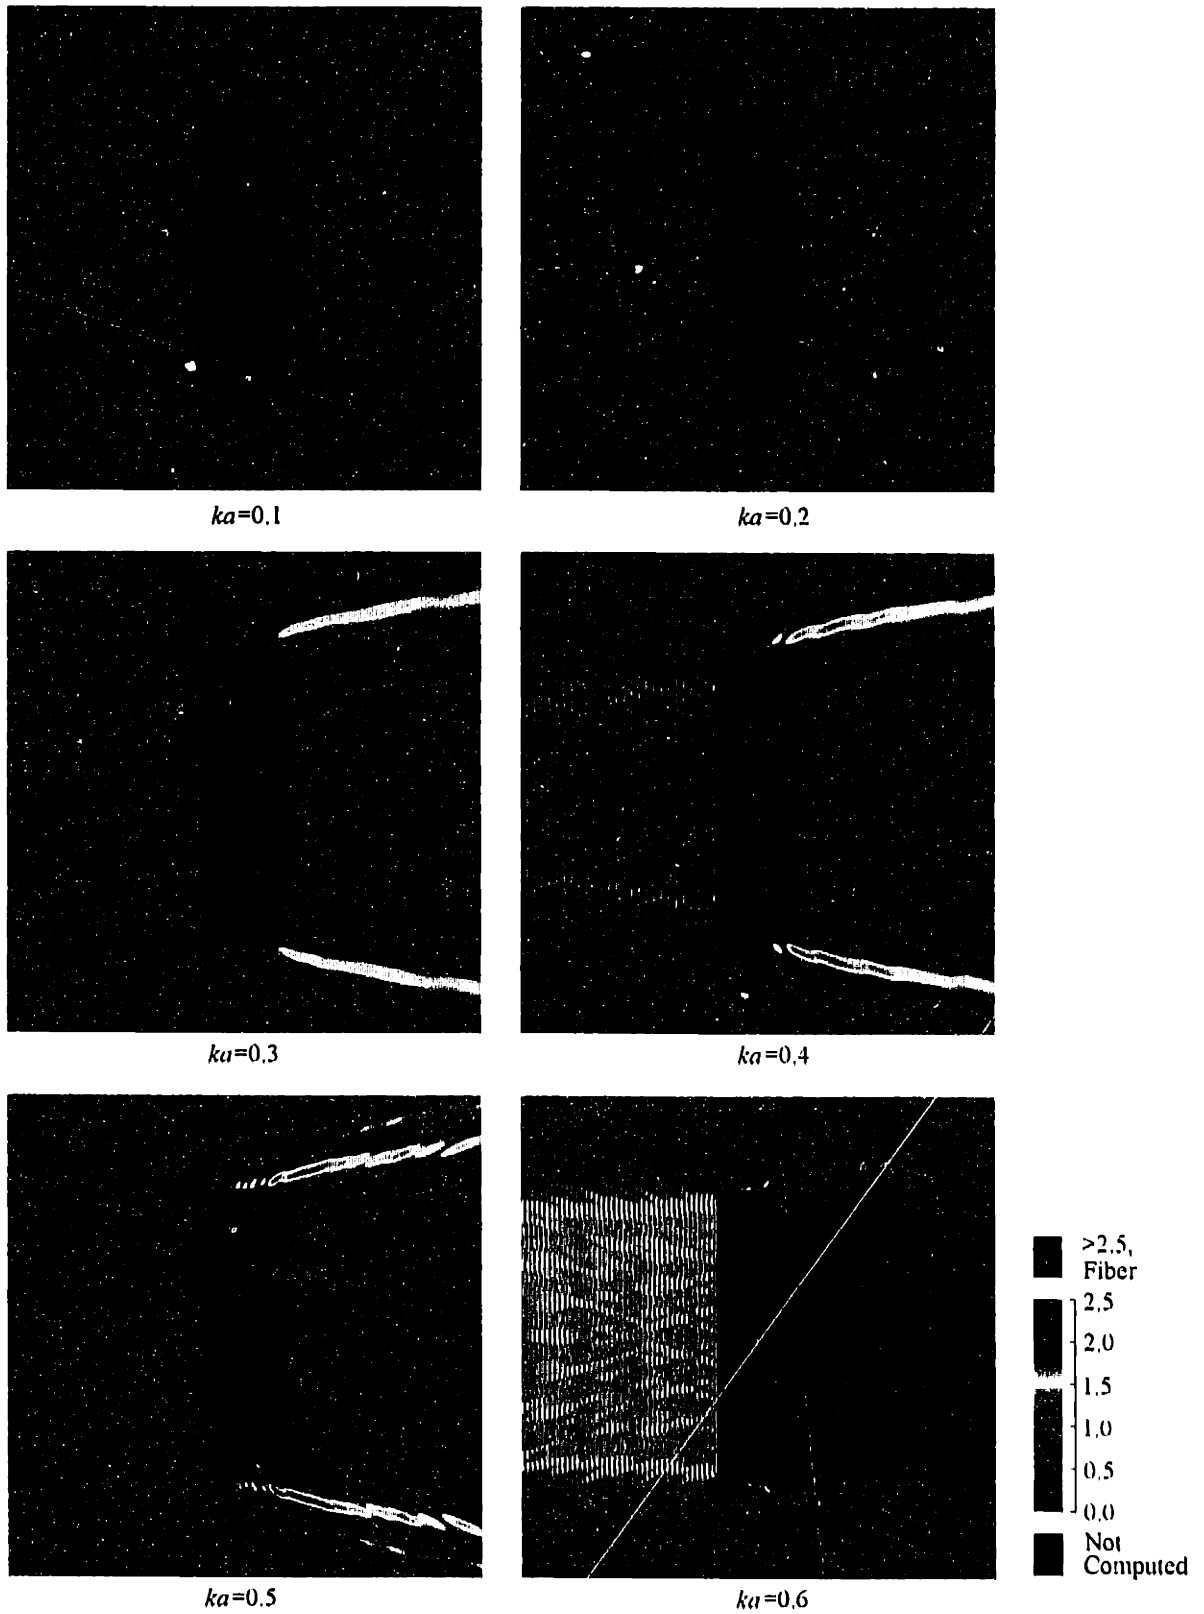 ka=0,1
ka=0,2
ka=0,3
ka=0,4
ka=0,5
ka=0,6
>2,5,
Fiber
2,5
2,0
1,5
1,0
0,5
0,0
Not
Computed